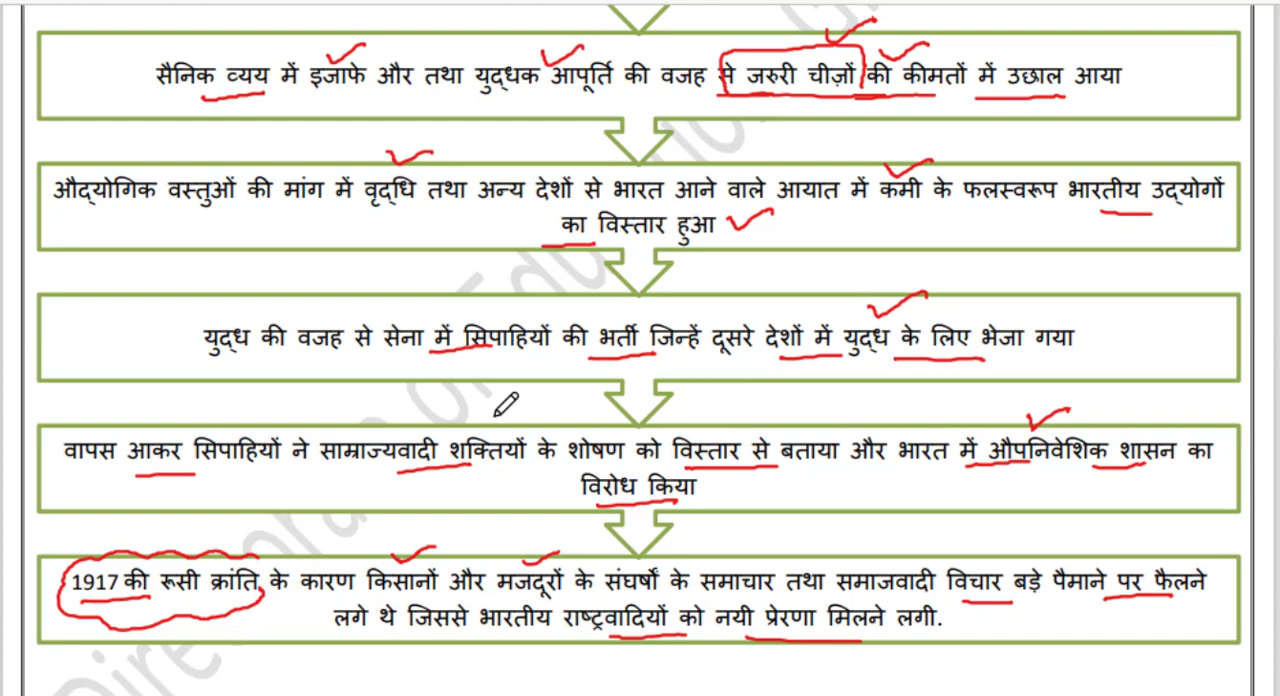 सैनिक व्यय में इजाफे और तथा युद्धक आपूर्ति की वजह से जरुरी चीज़ों की कीमतों में उछाल आया
औद्योगिक वस्तुओं की मांग में वृद्धि तथा अन्य देशों से भारत आने वाले आयात में कमी के फलस्वरूप भारतीय उद्योगों
का विस्तार हुआ
युद्ध की वजह से सेना में सिपाहियों की भर्ती जिन्हें दूसरे देशों में युद्ध के लिए भेजा गया
वापस आकर सिपाहियों ने साम्राज्यवादी शक्तियों के शोषण को विस्तार से बताया और भारत में औपनिवेशिक शासन का
विरोध किया
1917 की रूसी क्रांति के कारण किसानों और मजदूरों के संघर्षों के समाचार तथा समाजवादी विचार बड़े पैमाने पर फैलने
लगे थे जिससे भारतीय राष्ट्रवादियों को नयी प्रेरणा मिलने लगी.